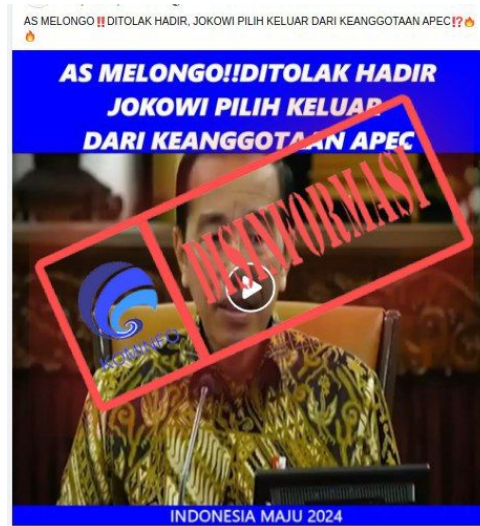 AS MELONGO‼️DITOLAK HADIR, JOKOWI PILIH KELUAR DARI KEANGGOTAAN APEC⁉️🔥
🔥
AS MELONGO!!DITOLAK HADIR
JOKOWI PILIH KELUAR
DARI KEANGGOTAAN APEC
DISINFORMASI
KOMINFO
INDONESIA MAJU 2024